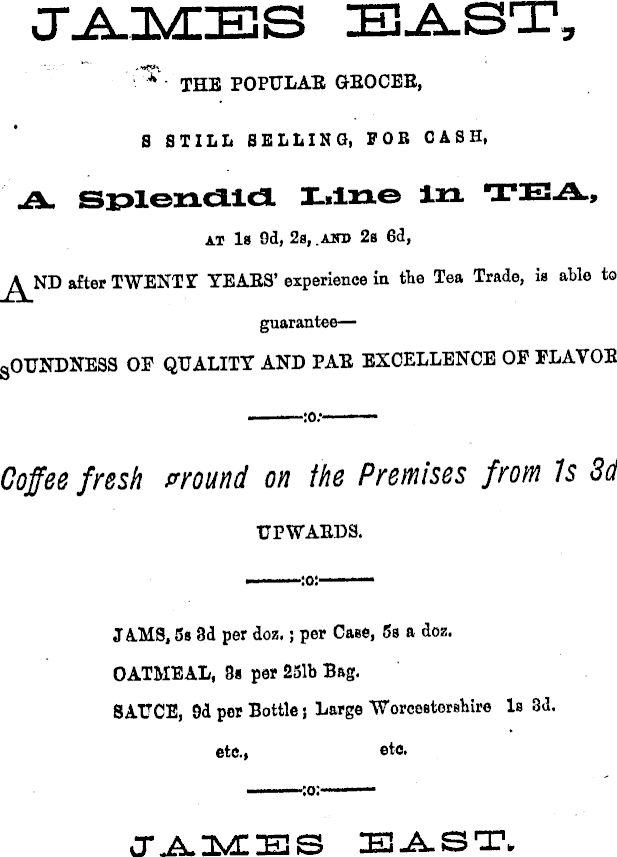 JAMES EAST,
THE POPULAR GROCER,
S STILL SELLING, FOR CASH,
A Splendid Line in TEA,
AT 1s 9d, 2s, AND 2s 6d,
AND after TWENTY YEARS' experience in the Tea Trade, is able to
guarantee—
SOUNDNESS OF QUALITY AND PAR EXCELLENCE OF FLAVOR
———:o:———
Coffee fresh ground on the Premises from 1s 3d
UPWARDS.
———:o:———
JAMS, 5s 3d per doz. ; per Case, 5s a doz.
OATMEAL, 3s per 25lb Bag.
SAUCE, 9d per Bottle ; Large Worcestershire 1s 3d.
etc., etc.
———:o:———
JAMES EAST.